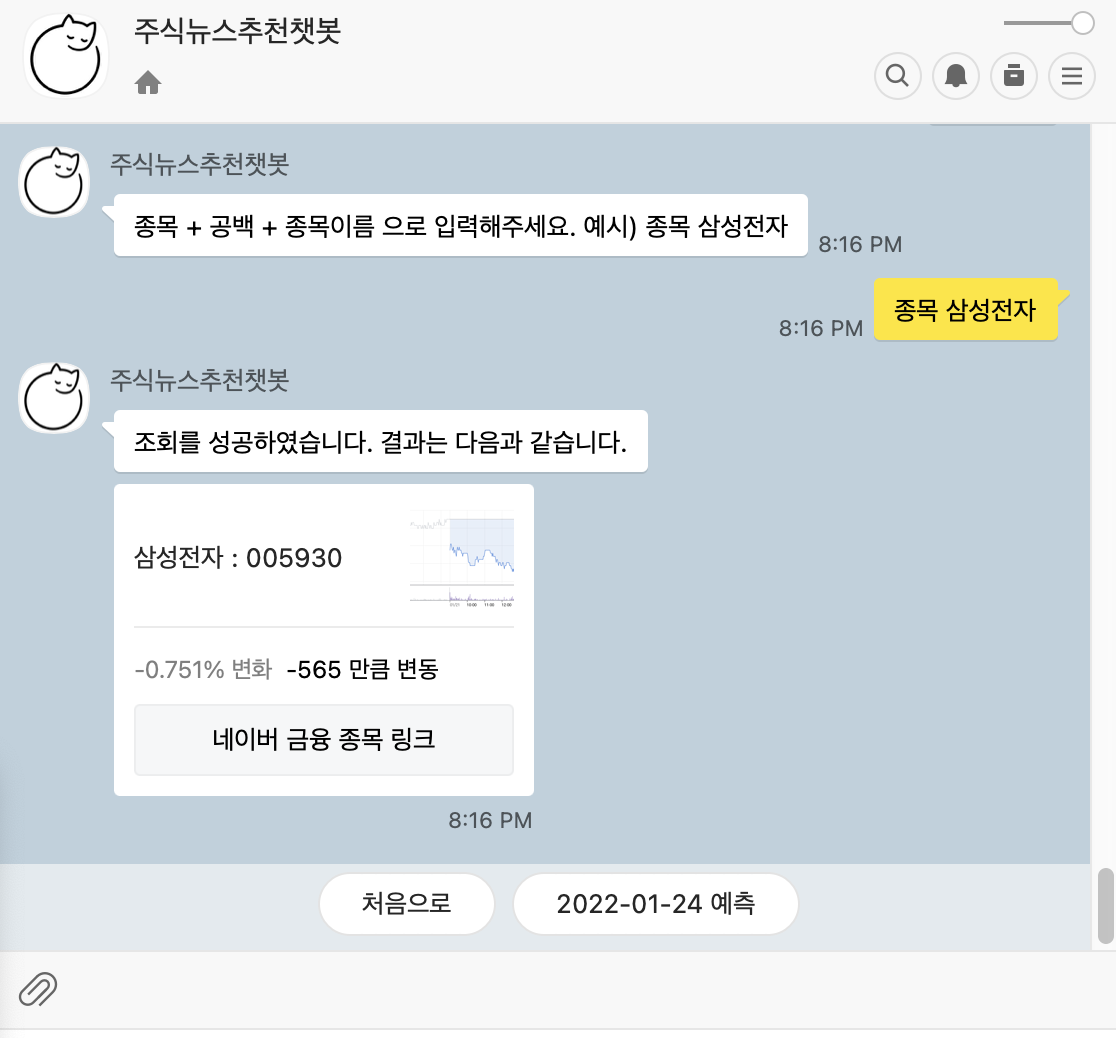 주식뉴스추천챗봇
주식뉴스추천챗봇
종목 + 공백 + 종목이름 으로 입력해주세요. 예시) 종목 삼성전자
8:16 PM
종목 삼성전자
8:16 PM
주식뉴스추천챗봇
조회를 성공하였습니다. 결과는 다음과 같습니다.
삼성전자 : 005930
10:00 11:00 12:00
-0.751% 변화 -565 만큼 변동
네이버 금융 종목 링크
8:16 PM
처음으로
2022-01-24 예측